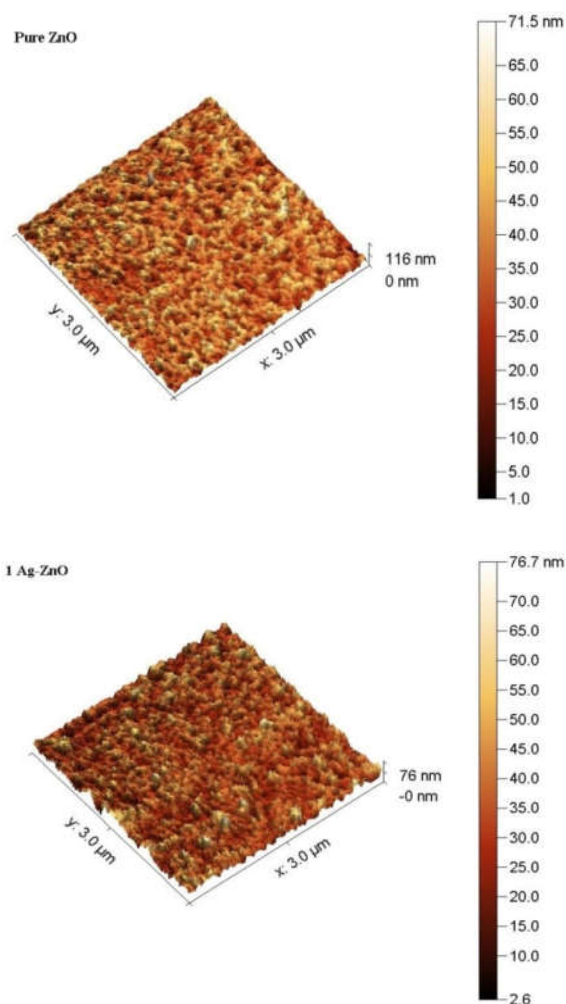 Pure ZnO
71.5 nm
65.0
60.0
55.0
50.0
45.0
40.0
35.0
30.0
25.0
20.0
15.0
10.0
5.0
1.0
116 nm
0 nm
y: 3.0 µm
x: 3.0 µm
1 Ag-ZnO
76.7 nm
70.0
65.0
60.0
55.0
50.0
45.0
40.0
35.0
30.0
25.0
20.0
15.0
10.0
2.6
76 nm
-0 nm
y: 3.0 µm
x: 3.0 µm